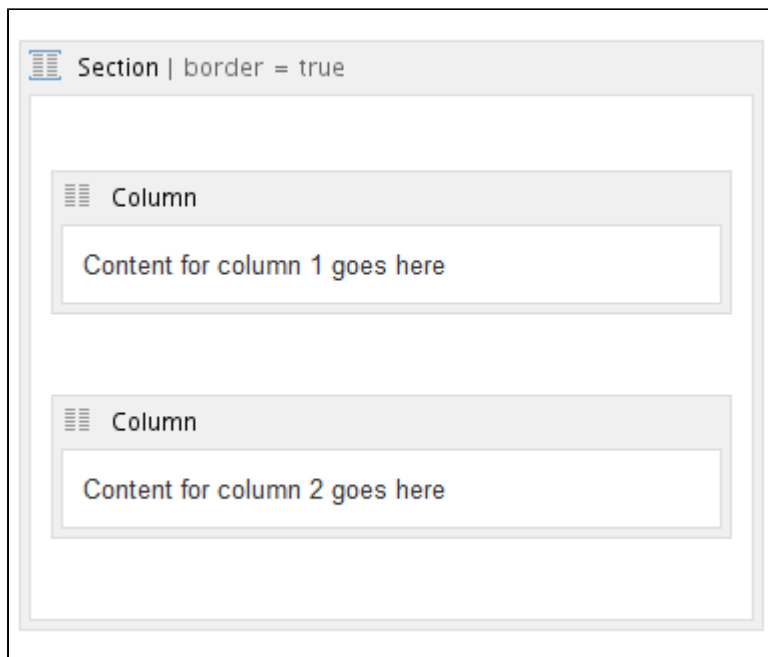 Section | border = true
Column
Content for column 1 goes here
Column
Content for column 2 goes here